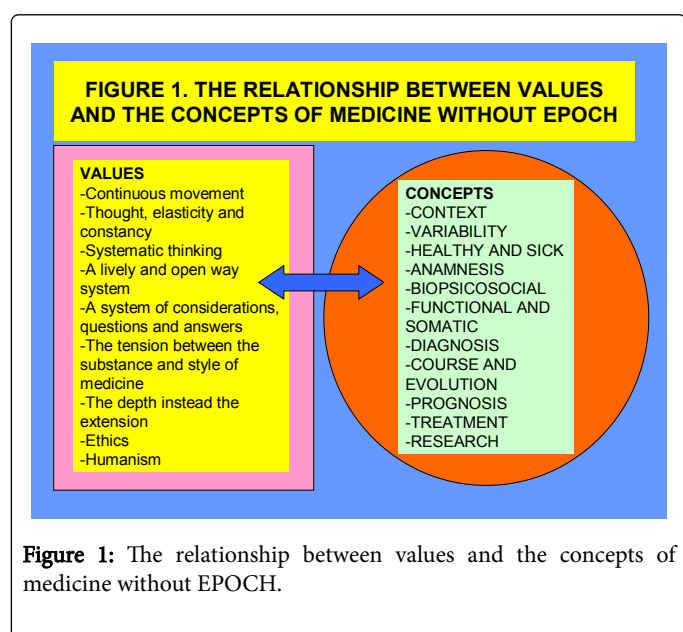 FIGURE 1. THE RELATIONSHIP BETWEEN VALUES
AND THE CONCEPTS OF MEDICINE WITHOUT EPOCH
VALUES
-Continuous movement
-Thought, elasticity and
constancy
-Systematic thinking
-A lively and open way
system
-A system of considerations,
questions and answers
-The tension between the
substance and style of
medicine
-The depth instead the
extension
-Ethics
-Humanism
CONCEPTS
-CONTEXT
-VARIABILITY
-HEALTHY AND SICK
-ANAMNESIS
-BIOPSICOSOCIAL
-FUNCTIONAL AND
SOMATIC
-DIAGNOSIS
-COURSE AND
EVOLUTION
-PROGNOSIS
-TREATMENT
-RESEARCH
Figure 1: The relationship between values and the concepts of
medicine without EPOCH.